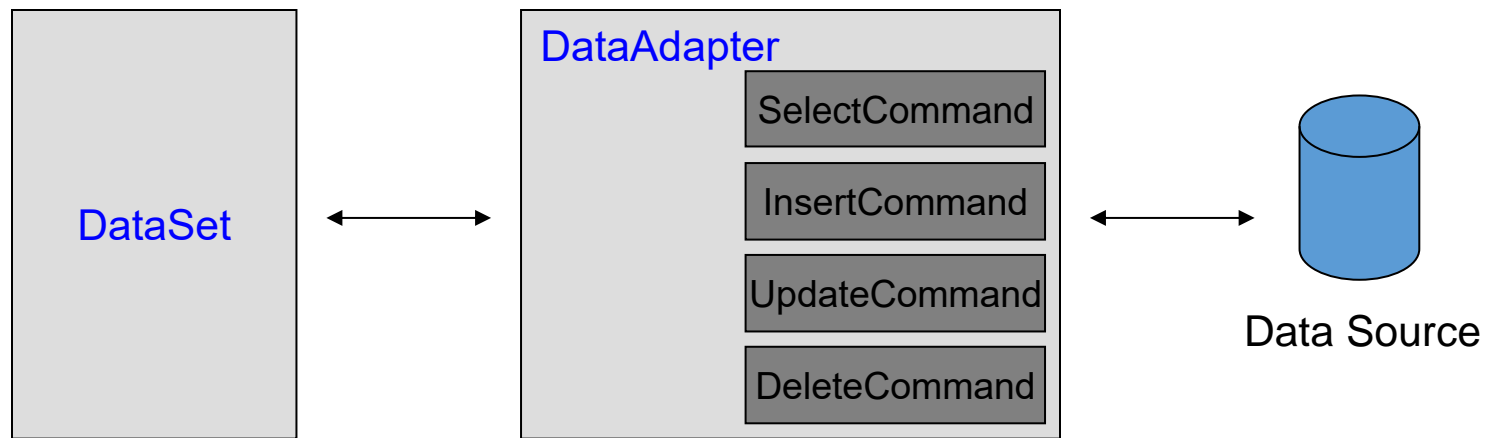 DataSet
DataAdapter
SelectCommand
InsertCommand
UpdateCommand
DeleteCommand
Data Source